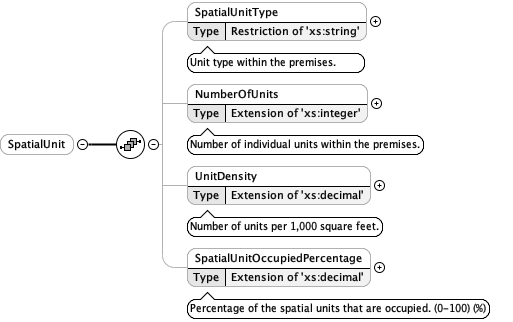 SpatialUnit
SpatialUnitType
Type Restriction of 'xs:string'
Unit type within the premises.
NumberOfUnits
Type Extension of 'xs:integer'
Number of individual units within the premises.
UnitDensity
Type Extension of 'xs:decimal'
Number of units per 1,000 square feet.
SpatialUnitOccupiedPercentage
Type Extension of 'xs:decimal'
Percentage of the spatial units that are occupied. (0-100) (%)